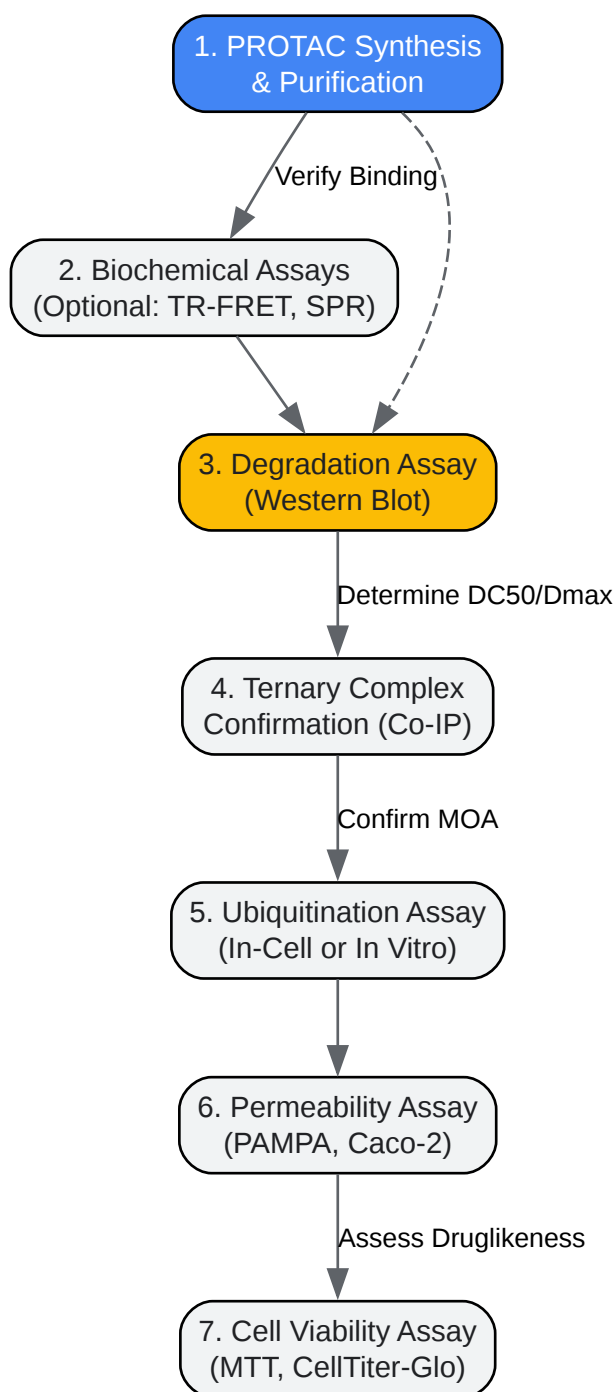 1. PROTAC Synthesis
& Purification
Verify Binding
2. Biochemical Assays
(Optional: TR-FRET, SPR)
3. Degradation Assay
(Western Blot)
Determine DC50/Dmax
4. Ternary Complex
Confirmation (Co-IP)
Confirm MOA
5. Ubiquitination Assay
(In-Cell or In Vitro)
6. Permeability Assay
(PAMPA, Caco-2)
Assess Druglikeness
7. Cell Viability Assay
(MTT, CellTiter-Glo)